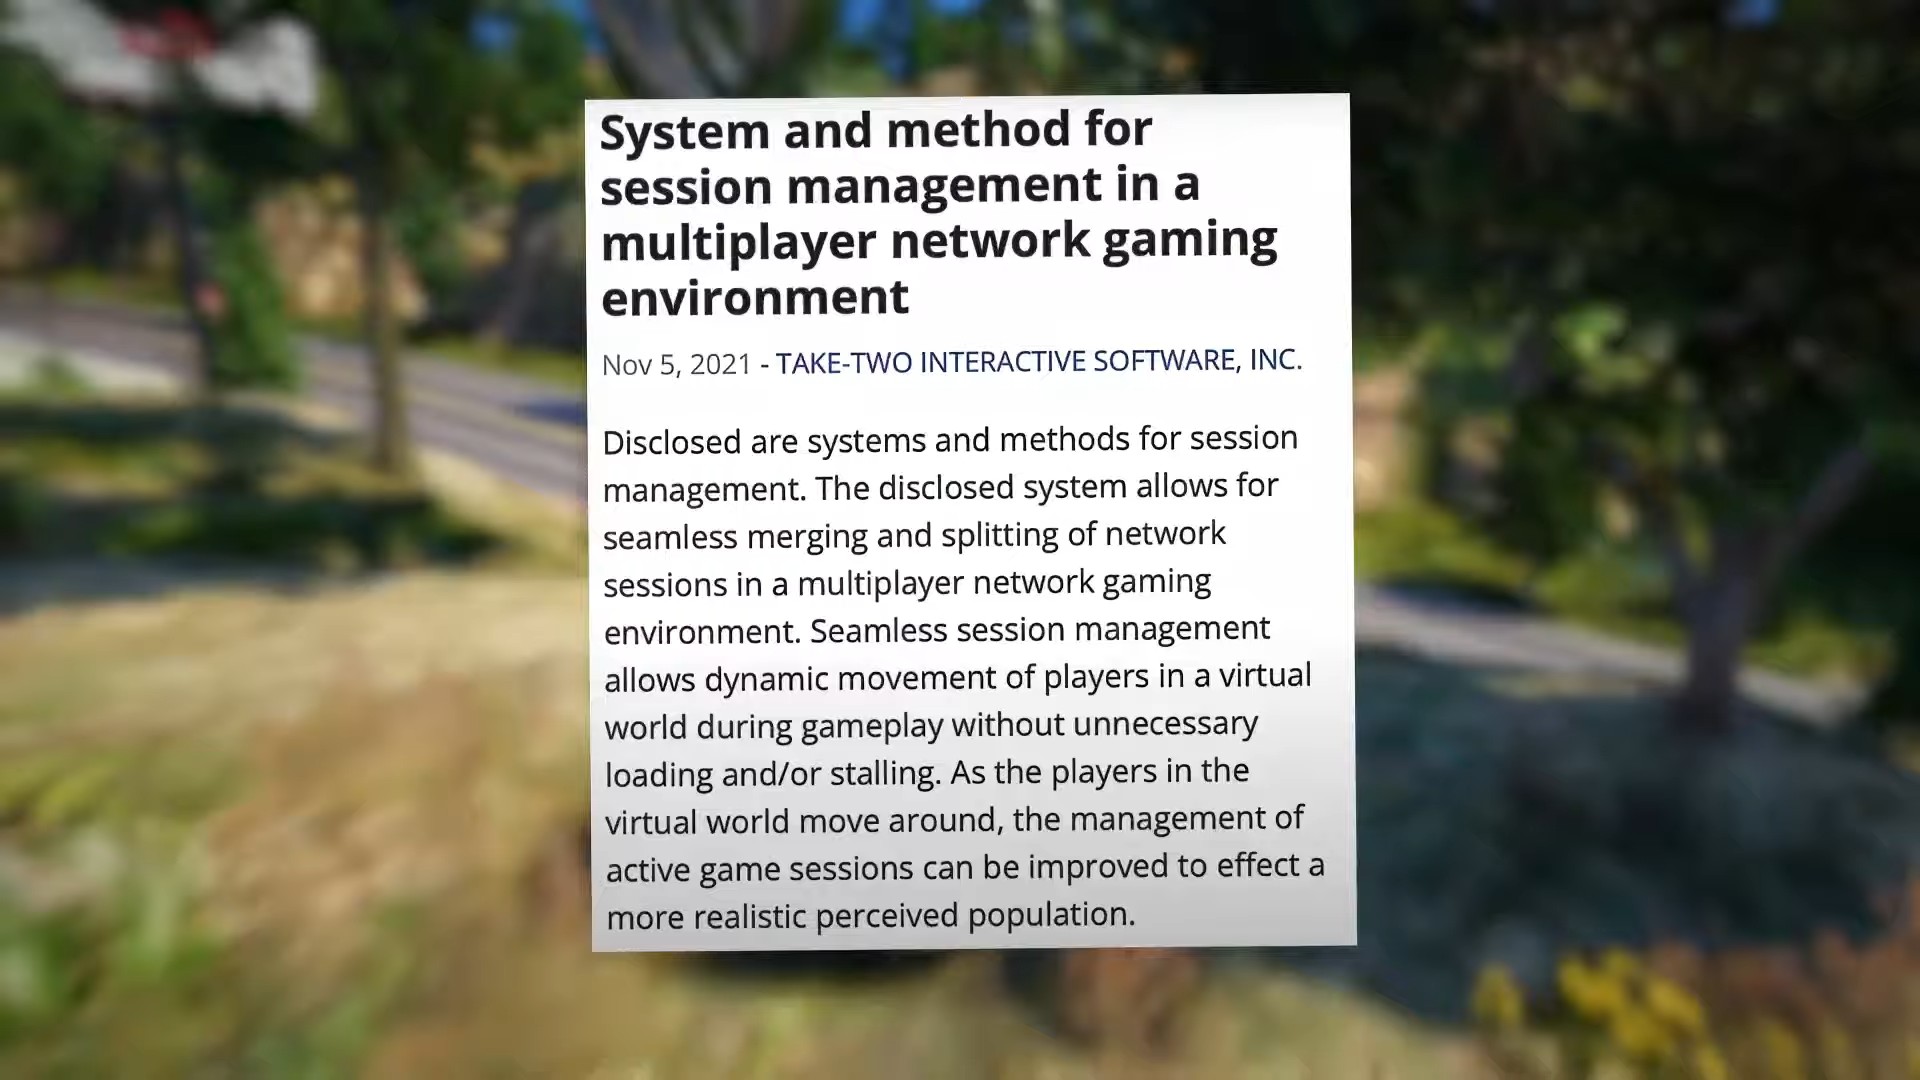 System and method for
session management in a
multiplayer network gaming
environment
Nov 5, 2021 - TAKE-TWO INTERACTIVE SOFTWARE, INC.
Disclosed are systems and methods for session
management. The disclosed system allows for
seamless merging and splitting of network
sessions in a multiplayer network gaming
environment. Seamless session management
allows dynamic movement of players in a virtual
world during gameplay without unnecessary
loading and/or stalling. As the players in the
virtual world move around, the management of
active game sessions can be improved to effect a
more realistic perceived population.